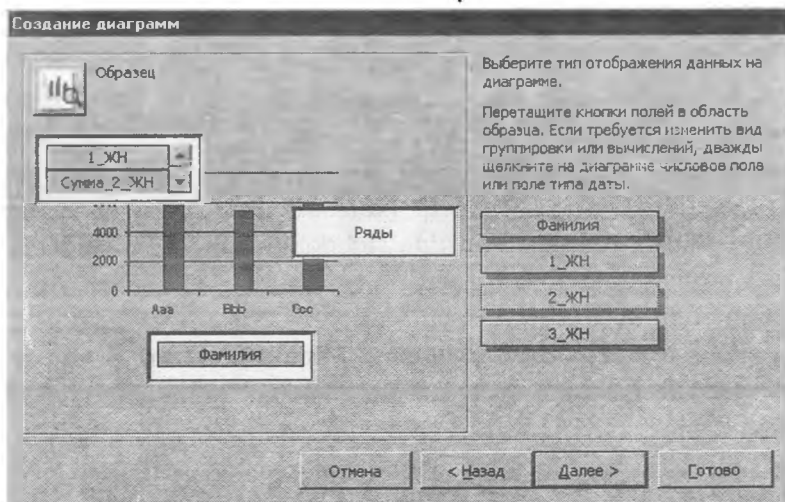 Создание диаграмм
Образец
1_ЖН
Сумма_2_ЖН
4000
2000
0
Ааа
Bbb
Ccc
Ряды
Фамилия
Выберите тип отображения данных на
диаграмме.
Перетащите кнопки полей в область
образца. Если требуется изменить вид
группировки или вычислений, дважды
щелкните на диаграмме числовое поле
или поле типа даты.
Фамилия
1_ЖН
2_ЖН
3_ЖН
Отмена
< Назад
Далее >
Готово